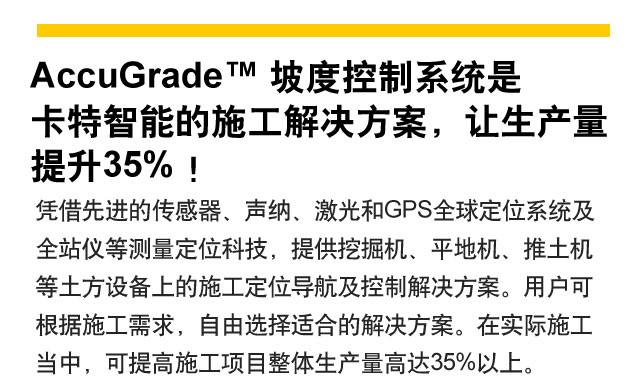 AccuGrade™ 坡度控制系统是
卡特智能的施工解决方案，让生产量
提升35% ！
凭借先进的传感器、声纳、激光和GPS全球定位系统及
全站仪等测量定位科技，提供挖掘机、平地机、推土机
等土方设备上的施工定位导航及控制解决方案。用户可
根据施工需求，自由选择适合的解决方案。在实际施工
当中，可提高施工项目整体生产量高达35%以上。